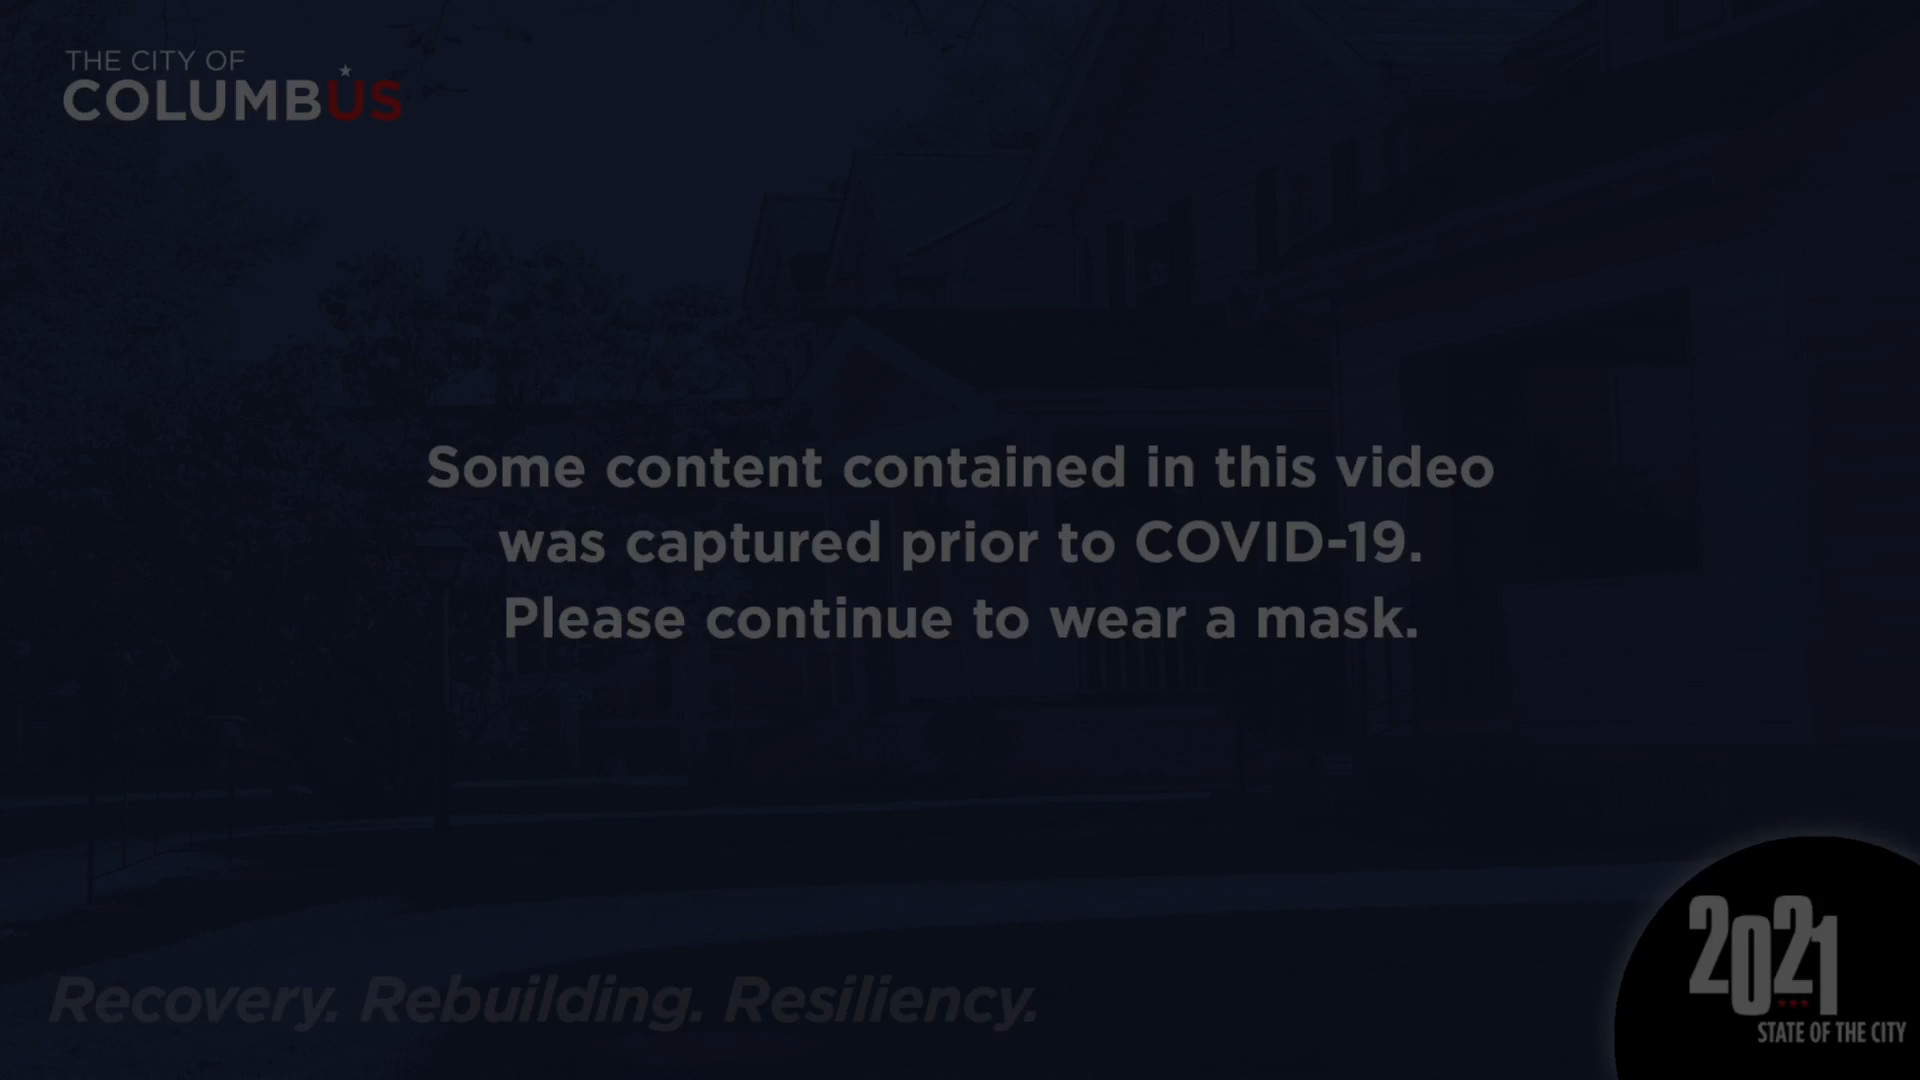 THE CITY OF
COLUMBUS
Some content contained in this video
was captured prior to COVID-19.
Please continue to wear a mask.
Recovery. Rebuilding. Resiliency.
2021
STATE OF THE CITY